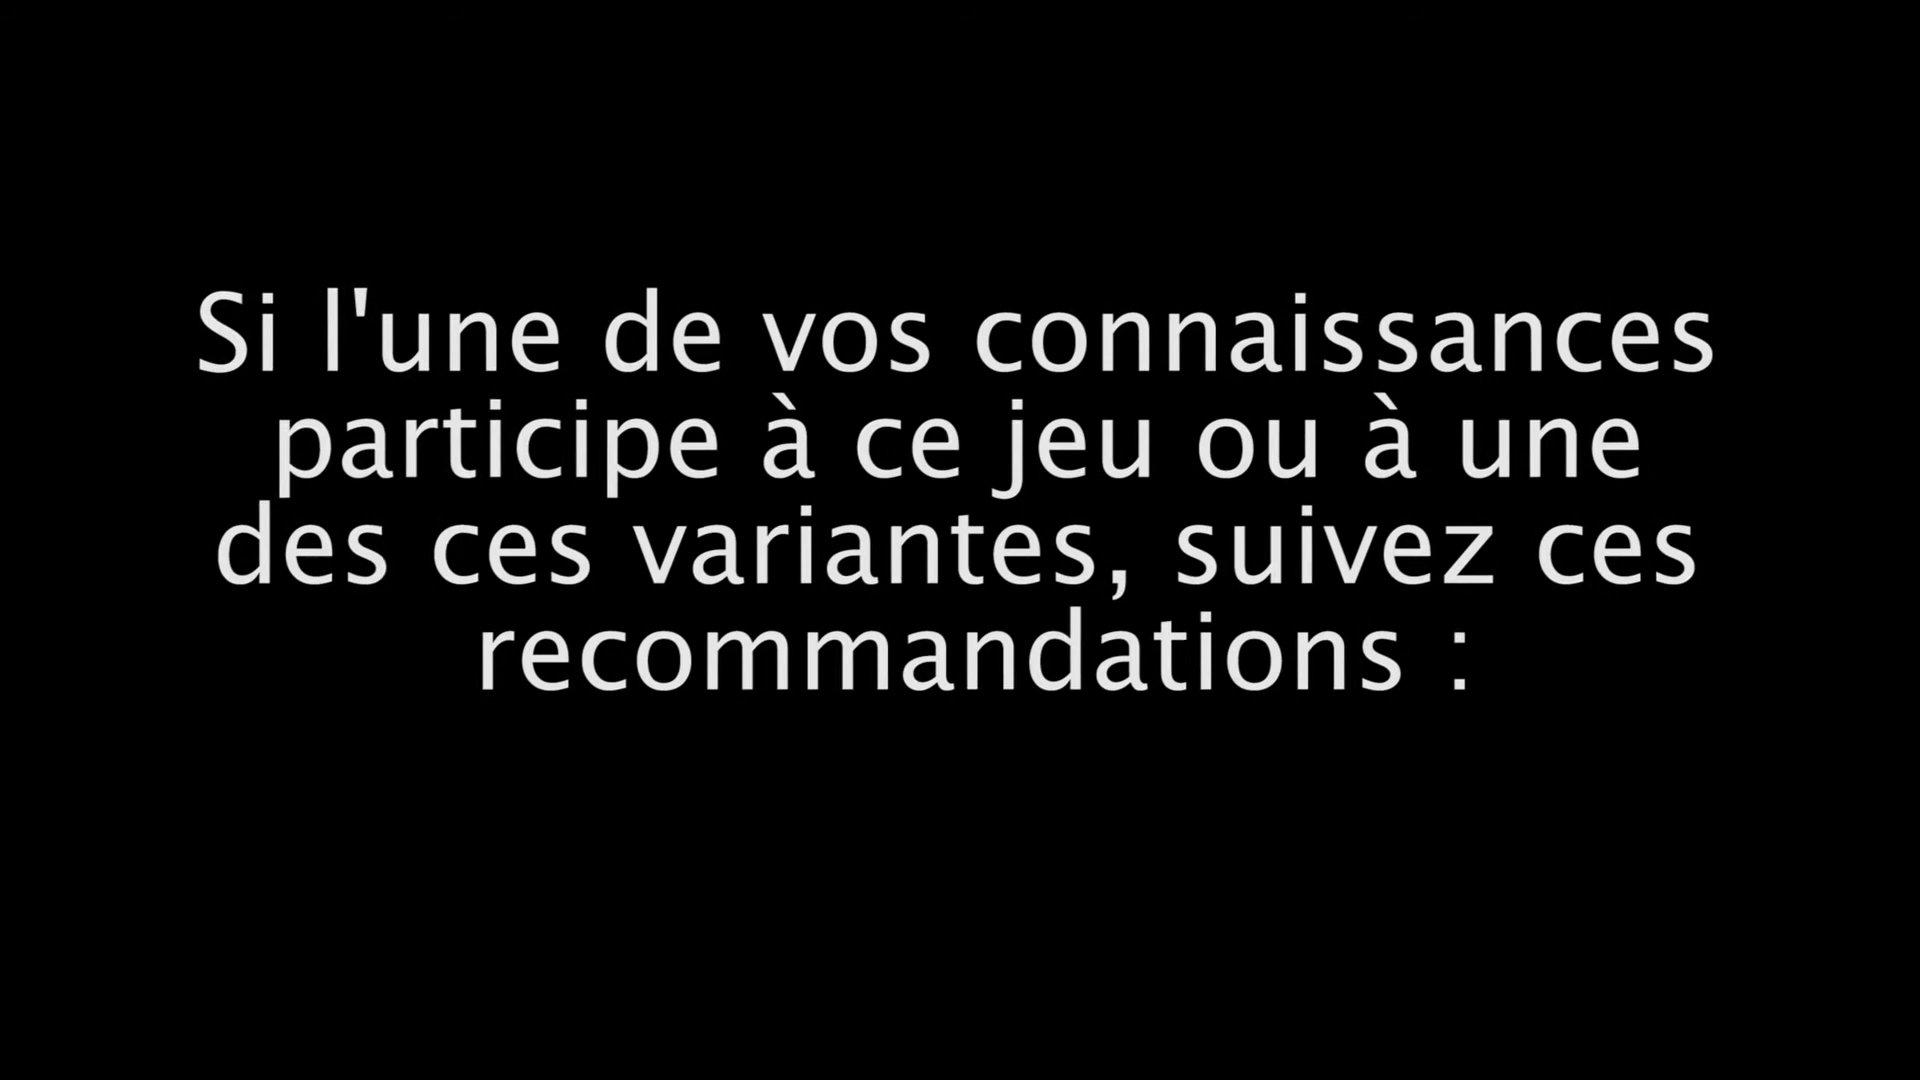 Si l'une de vos connaissances
participe à ce jeu ou à une
des ces variantes, suivez ces
recommandations :